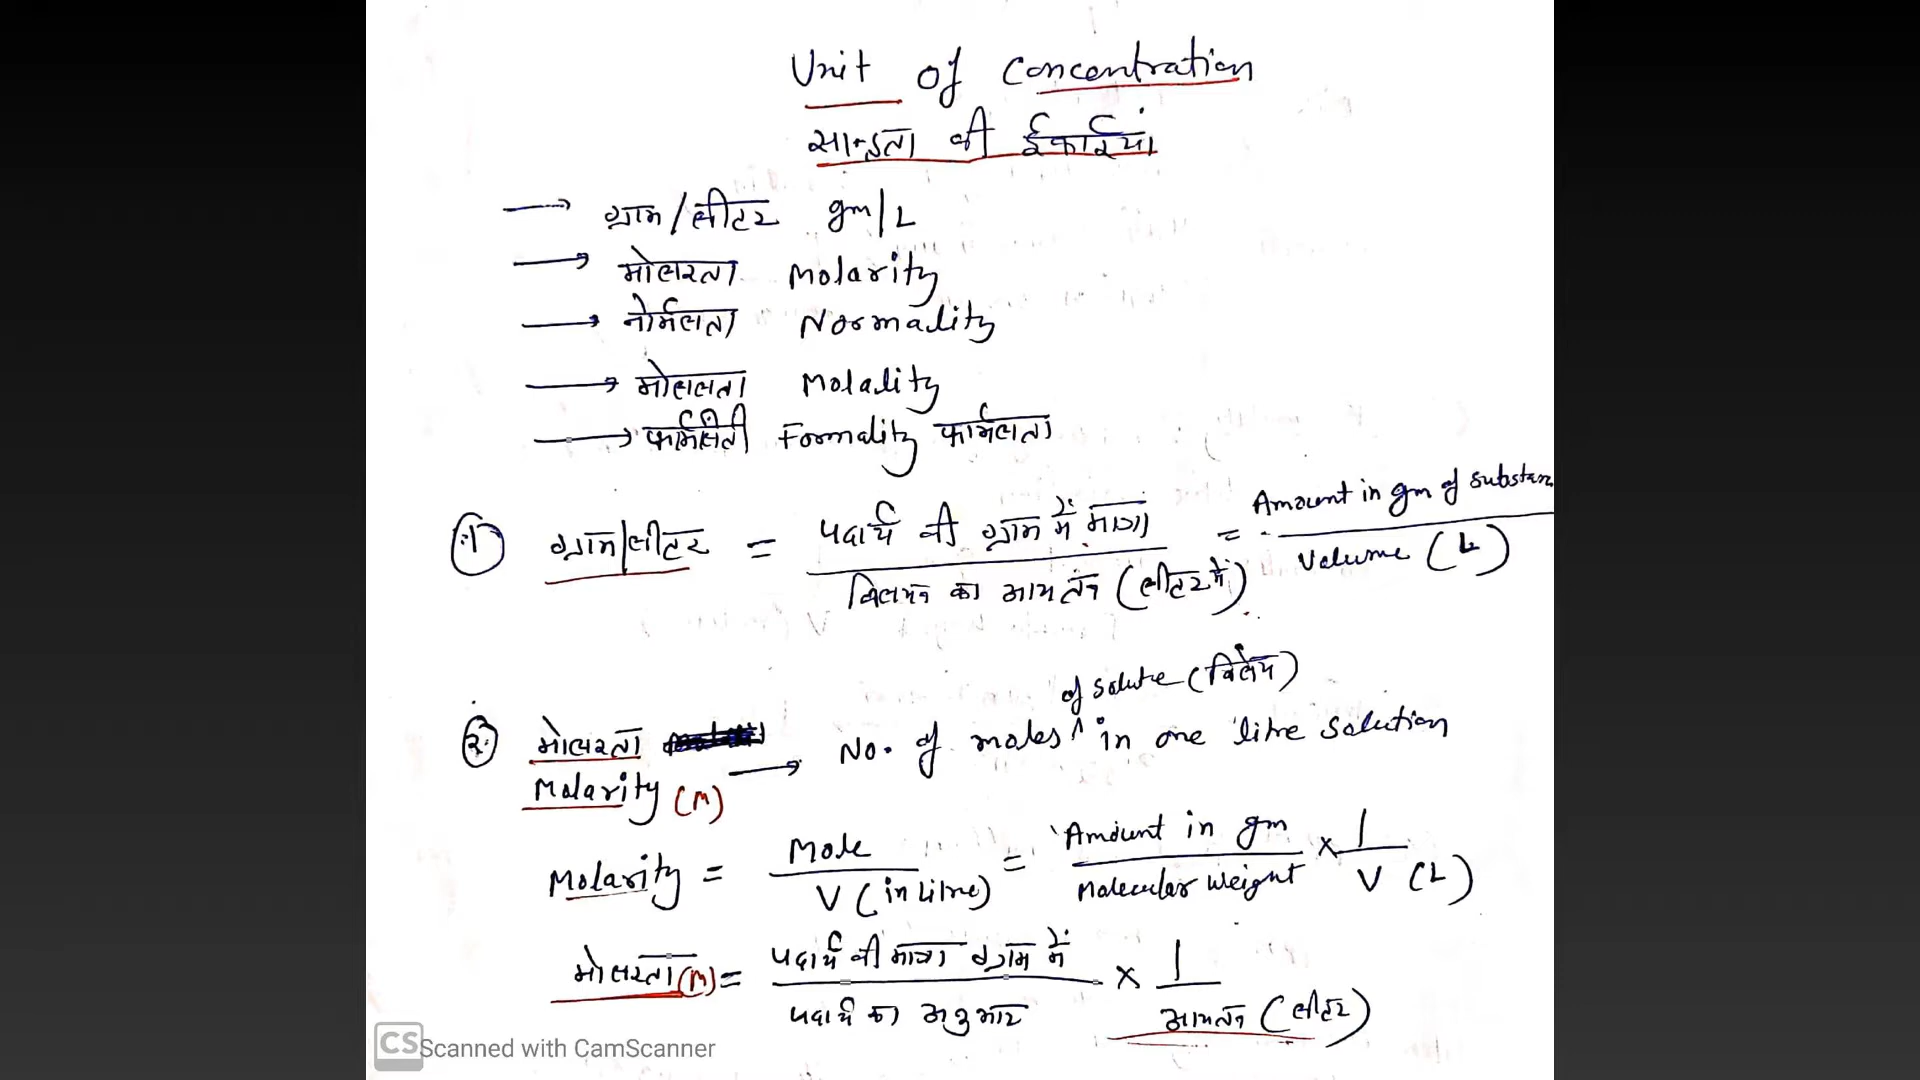 Unit of Concentration
सान्द्रता की ईकाईयां
→ ग्राम/लीटर gm/L
→ मोलरता Molarity
→ नोर्मलता Normality
→ मोललता Molality
→ फार्मलिती Formality फार्मलता
① ग्राम/लीटर = पदार्थ की ग्राम में मात्रा / विलयन का आयतन (लीटर में) = Amount in gm of substan / Volume (L)
of solute (विलेय)
② मोलरता → No. of moles ^ in one litre solution
Molarity (M)
Molarity = Mole / V (in Litre) = Amount in gm / Molecular Weight × 1 / V (L)
मोलरता (M) = पदार्थ की मात्रा ग्राम में / पदार्थ का अणुभार × 1 / आयतन (लीटर)
CS Scanned with CamScanner